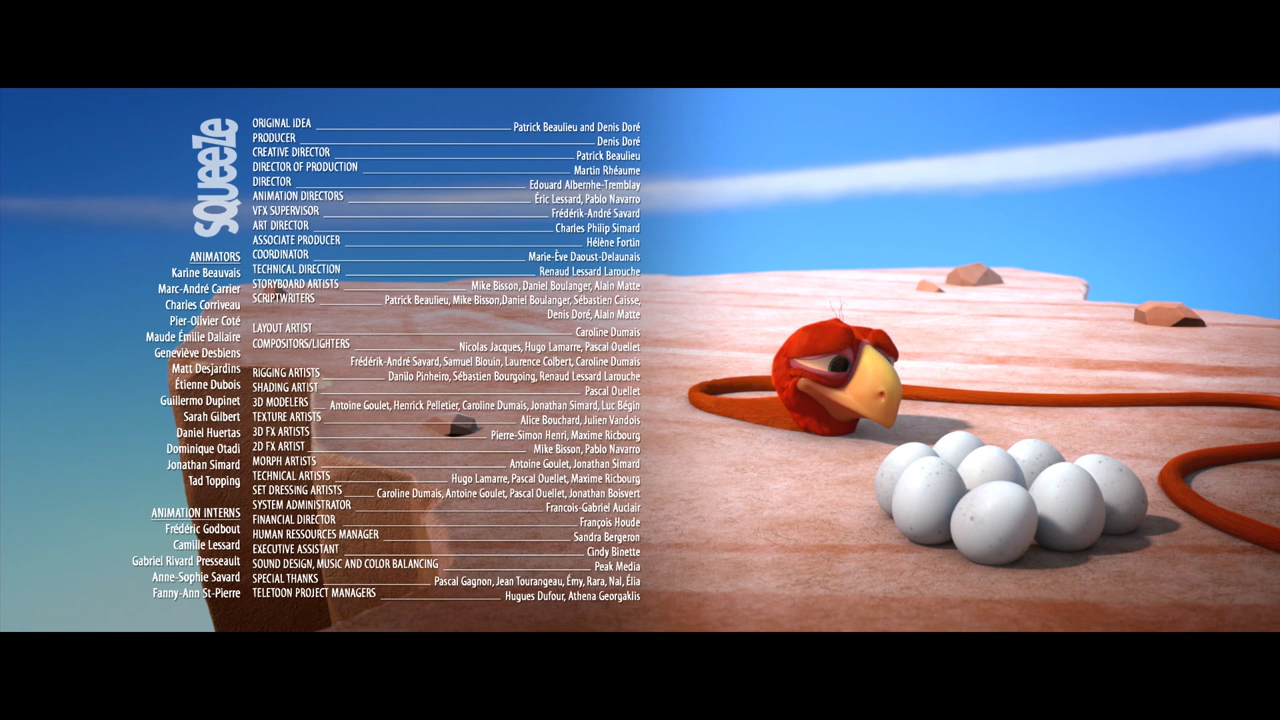 squeeze
ANIMATORS
Karine Beauvais
Marc-André Carrier
Charles Corriveau
Pier-Olivier Coté
Maude Émilie Dallaire
Geneviève Desbiens
Matt Desjardins
Étienne Dubois
Guillermo Dupinet
Sarah Gilbert
Daniel Huertas
Dominique Otadi
Jonathan Simard
Tad Topping
ANIMATION INTERNS
Frédéric Godbout
Camille Lessard
Gabriel Rivard Presseault
Anne-Sophie Savard
Fanny-Ann St-Pierre
ORIGINAL IDEA Patrick Beaulieu and Denis Doré
PRODUCER Denis Doré
CREATIVE DIRECTOR Patrick Beaulieu
DIRECTOR OF PRODUCTION Martin Rhéaume
DIRECTOR Edouard Albernhe-Tremblay
ANIMATION DIRECTORS Éric Lessard, Pablo Navarro
VFX SUPERVISOR Frédérik-André Savard
ART DIRECTOR Charles Philip Simard
ASSOCIATE PRODUCER Hélène Fortin
COORDINATOR Marie-Ève Daoust-Delaunais
TECHNICAL DIRECTION Renaud Lessard Larouche
STORYBOARD ARTISTS Mike Bisson, Daniel Boulanger, Alain Matte
SCRIPTWRITERS Patrick Beaulieu, Mike Bisson,Daniel Boulanger, Sébastien Caisse,
Denis Doré, Alain Matte
LAYOUT ARTIST Caroline Dumais
COMPOSITORS/LIGHTERS Nicolas Jacques, Hugo Lamarre, Pascal Ouellet
Frédérik-André Savard, Samuel Blouin, Laurence Colbert, Caroline Dumais
RIGGING ARTISTS Danilo Pinheiro, Sébastien Bourgoing, Renaud Lessard Larouche
SHADING ARTIST Pascal Ouellet
3D MODELERS Antoine Goulet, Henrick Pelletier, Caroline Dumais, Jonathan Simard, Luc Bégin
TEXTURE ARTISTS Alice Bouchard, Julien Vandois
3D FX ARTISTS Pierre-Simon Henri, Maxime Ricbourg
2D FX ARTIST Mike Bisson, Pablo Navarro
MORPH ARTISTS Antoine Goulet, Jonathan Simard
TECHNICAL ARTISTS Hugo Lamarre, Pascal Ouellet, Maxime Ricbourg
SET DRESSING ARTISTS Caroline Dumais, Antoine Goulet, Pascal Ouellet, Jonathan Boisvert
SYSTEM ADMINISTRATOR Francois-Gabriel Auclair
FINANCIAL DIRECTOR François Houde
HUMAN RESSOURCES MANAGER Sandra Bergeron
EXECUTIVE ASSISTANT Cindy Binette
SOUND DESIGN, MUSIC AND COLOR BALANCING Peak Media
SPECIAL THANKS Pascal Gagnon, Jean Tourangeau, Émy, Rara, Nal, Élia
TELETOON PROJECT MANAGERS Hugues Dufour, Athena Georgaklis